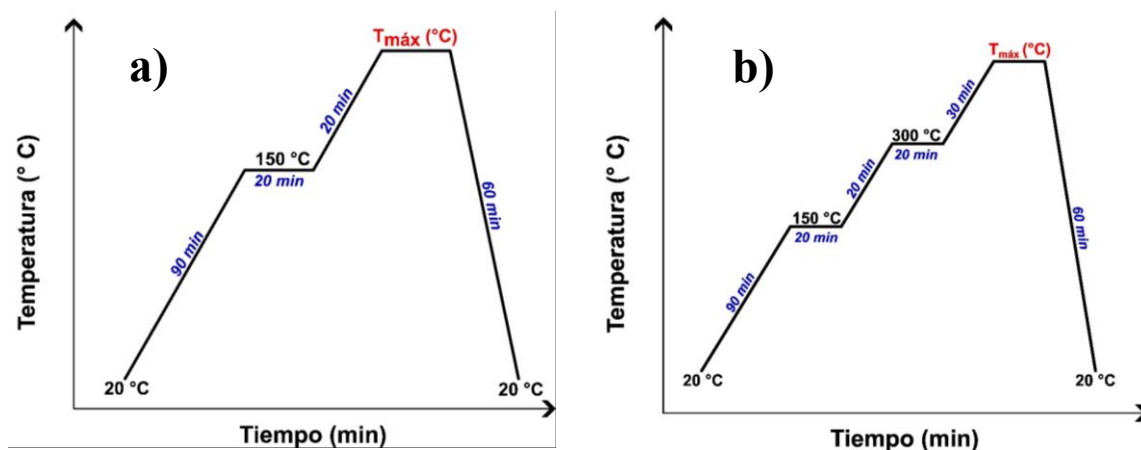 a)
Temperatura (° C)
20 °C
90 min
150 °C
20 min
20 min
Tmáx (°C)
60 min
20 °C
Tiempo (min)
b)
Temperatura (° C)
20 °C
90 min
150 °C
20 min
20 min
300 °C
20 min
30 min
Tmáx (°C)
60 min
20 °C
Tiempo (min)